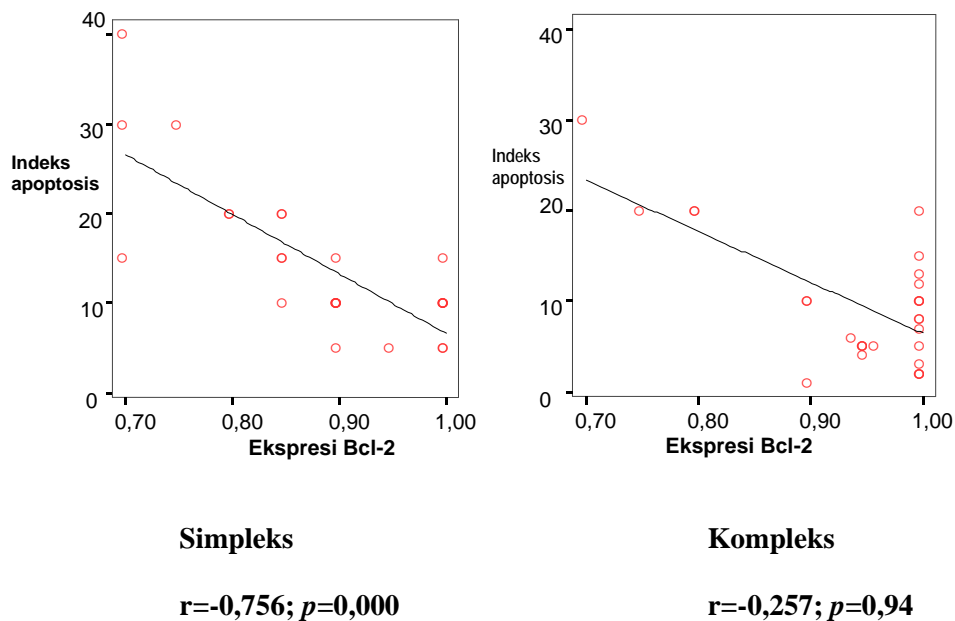 40
30
20
10
0
Indeks
apoptosis
0,70 0,80 0,90 1,00
Ekspresi Bcl-2
40
30
20
10
0
Indeks
apoptosis
0,70 0,80 0,90 1,00
Ekspresi Bcl-2
Simpleks
Kompleks
r=-0,756; p=0,000
r=-0,257; p=0,94